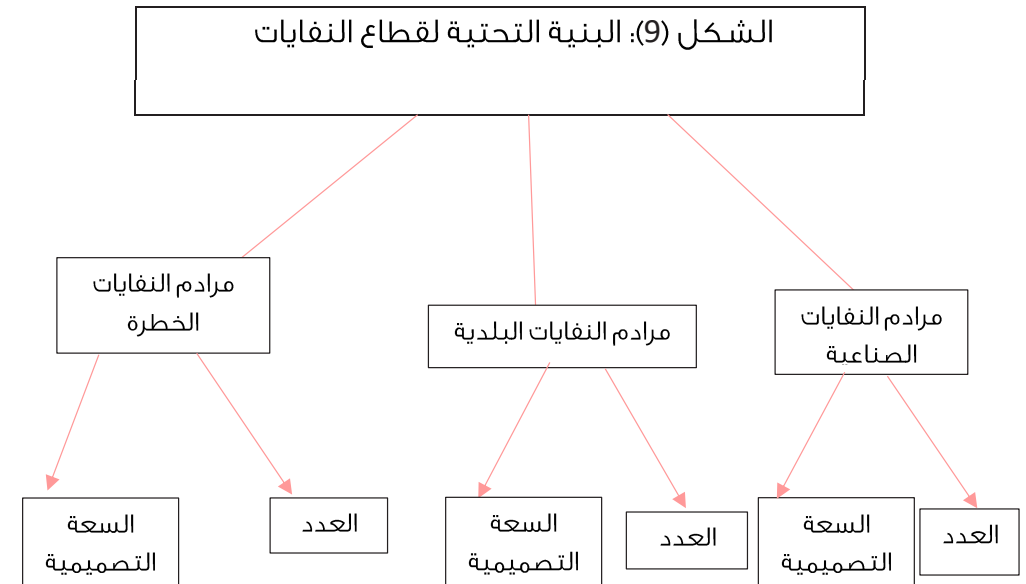 الشكل (9): البنية التحتية لقطاع النفايات
مرادم النفايات
الصناعية
مرادم النفايات البلدية
مرادم النفايات
الخطرة
العدد
السعة
التصميمية
العدد
السعة
التصميمية
العدد
السعة
التصميمية